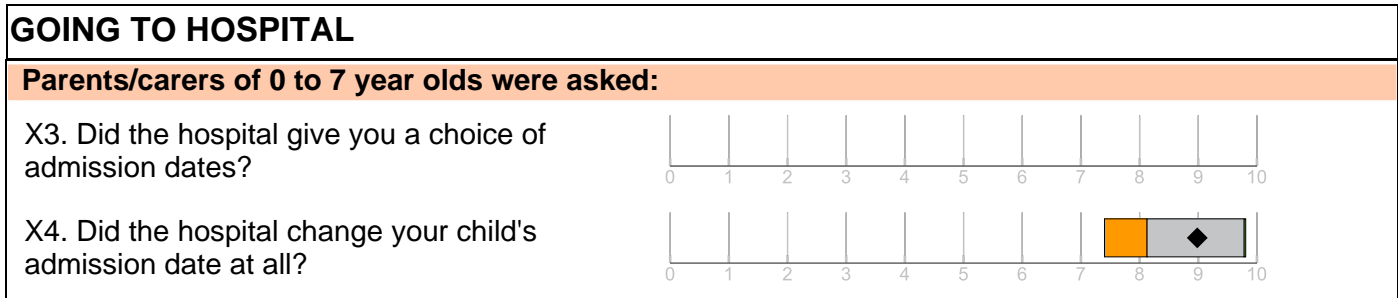 GOING TO HOSPITAL
Parents/carers of 0 to 7 year olds were asked:
X3. Did the hospital give you a choice of
admission dates?
0 1 2 3 4 5 6 7 8 9 10
X4. Did the hospital change your child's
admission date at all?
0 1 2 3 4 5 6 7 8 9 10